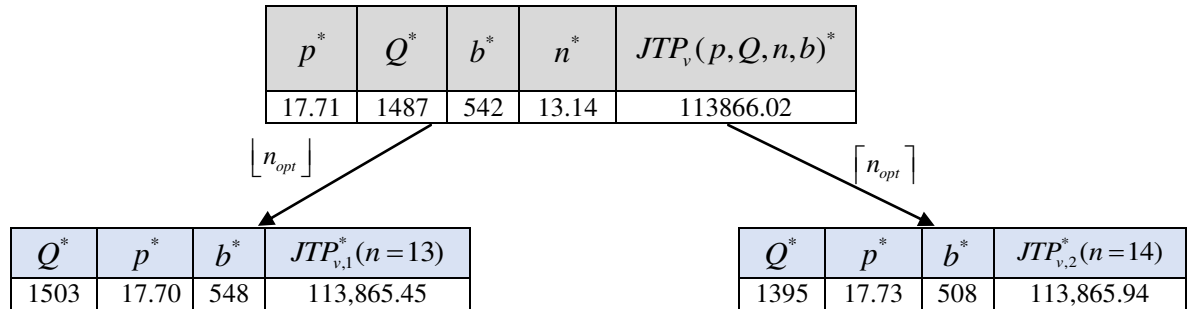 p* Q* b* n* JTP_v(p,Q,n,b)*
17.71 1487 542 13.14 113866.02
⌊n_opt⌋ ⌈n_opt⌉
Q* p* b* JTP*_v,1(n=13)
1503 17.70 548 113,865.45
Q* p* b* JTP*_v,2(n=14)
1395 17.73 508 113,865.94